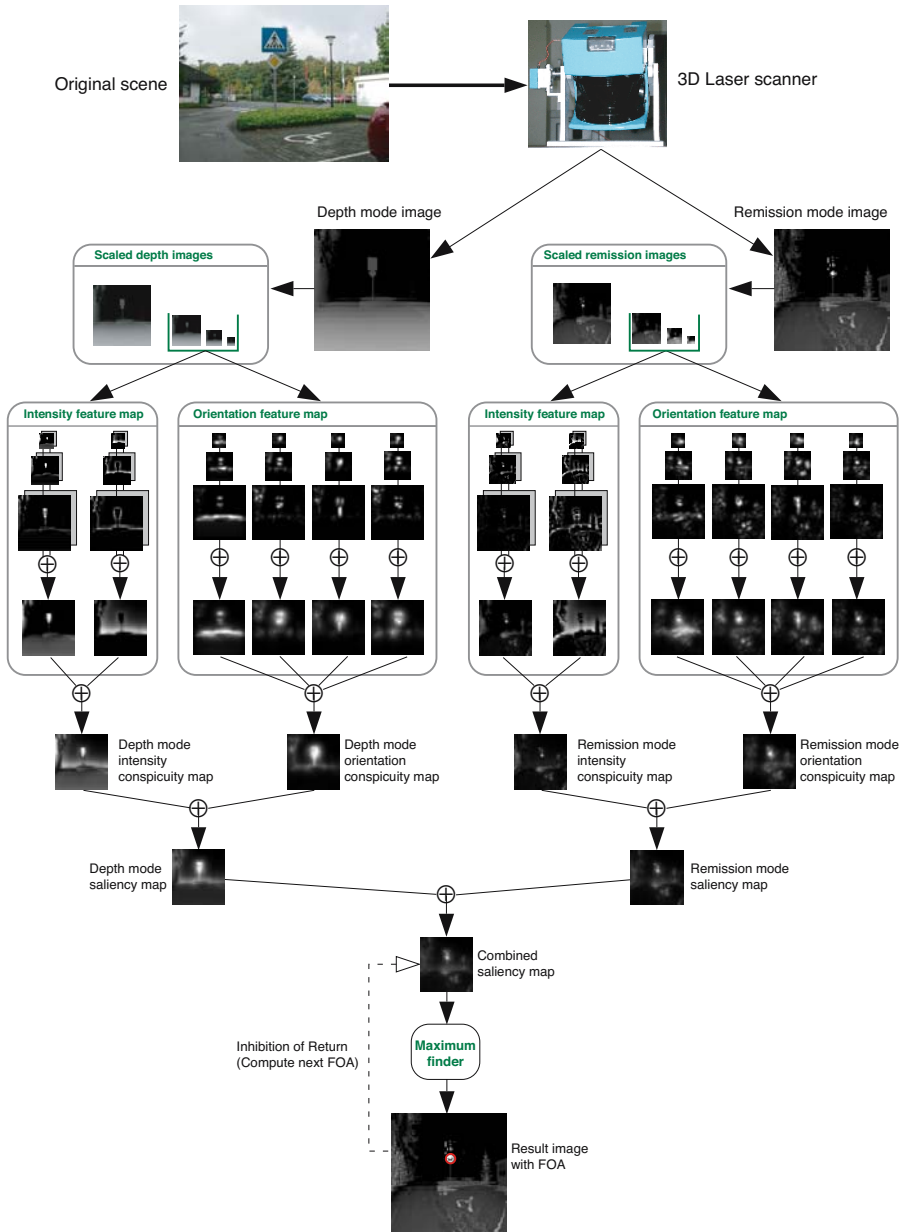 Original scene
3D Laser scanner
Depth mode image
Remission mode image
Scaled depth images
Scaled remission images
Intensity feature map
Orientation feature map
Intensity feature map
Orientation feature map
Depth mode
intensity
conspicuity map
Depth mode
orientation
conspicuity map
Remission mode
intensity
conspicuity map
Remission mode
orientation
conspicuity map
Depth mode
saliency map
Remission mode
saliency map
Combined
saliency map
Inhibition of Return
(Compute next FOA)
Maximum
finder
Result image
with FOA